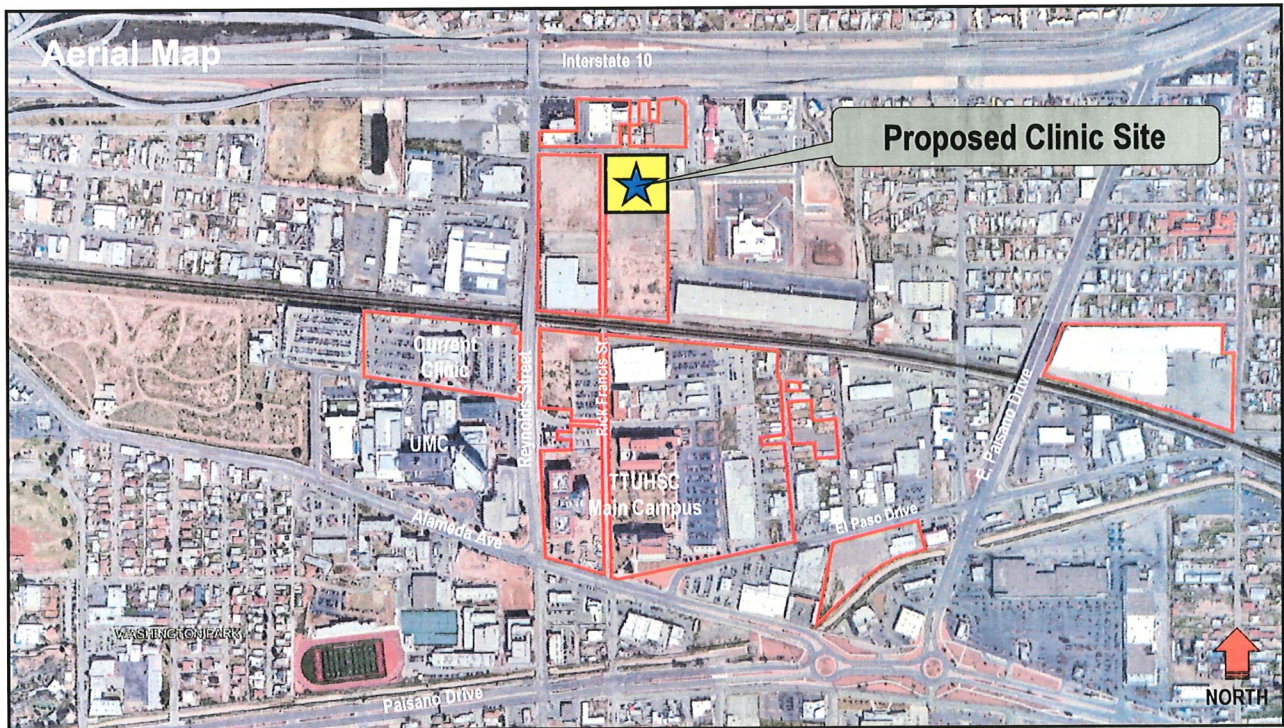 Aerial Map
Interstate 10
Proposed Clinic Site
Current
Clinic
Reynolds Street
Rick Francis St.
UMC
TTUHSC
Main Campus
E. Paisano Drive
El Paso Drive
Alameda Ave
WASHINGTON PARK
Paisano Drive
NORTH